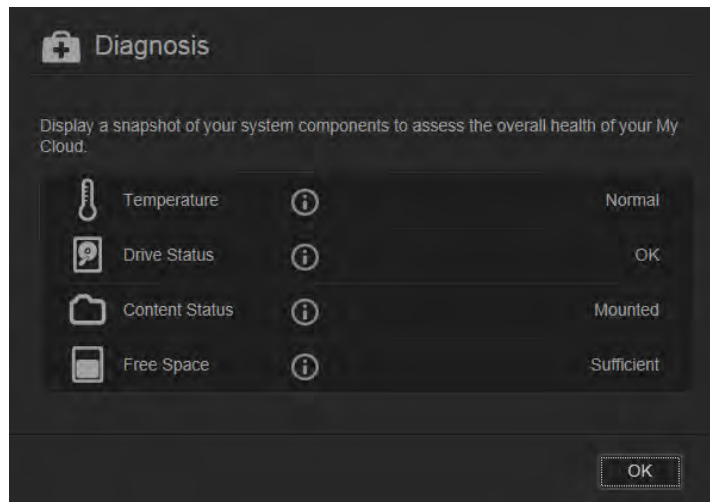 Diagnosis
Display a snapshot of your system components to assess the overall health of your My
Cloud.
Temperature Normal
Drive Status OK
Content Status Mounted
Free Space Sufficient
OK